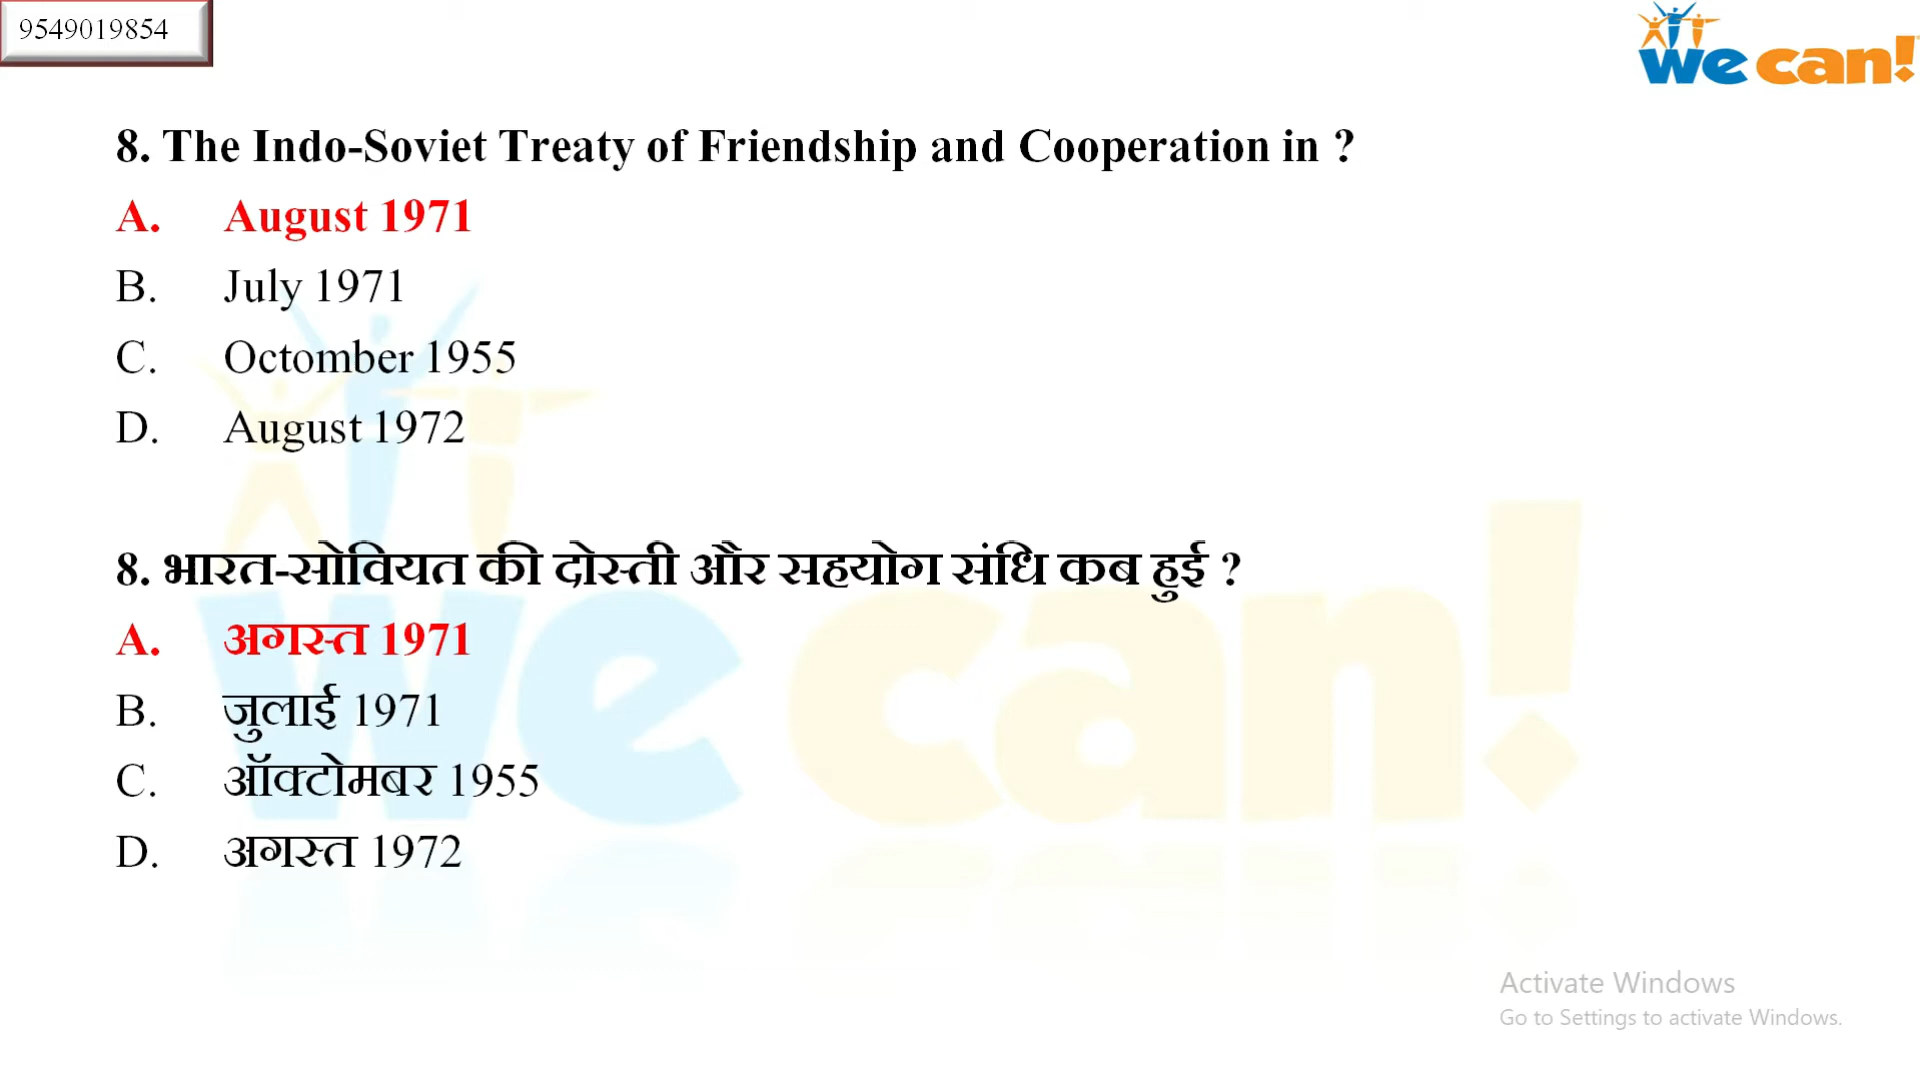 9549019854
we can!
8. The Indo-Soviet Treaty of Friendship and Cooperation in ?
A. August 1971
B. July 1971
C. Octomber 1955
D. August 1972
8. भारत-सोवियत की दोस्ती और सहयोग संधि कब हुई ?
A. अगस्त 1971
B. जुलाई 1971
C. ऑक्टोमबर 1955
D. अगस्त 1972
we can!
Activate Windows
Go to Settings to activate Windows.